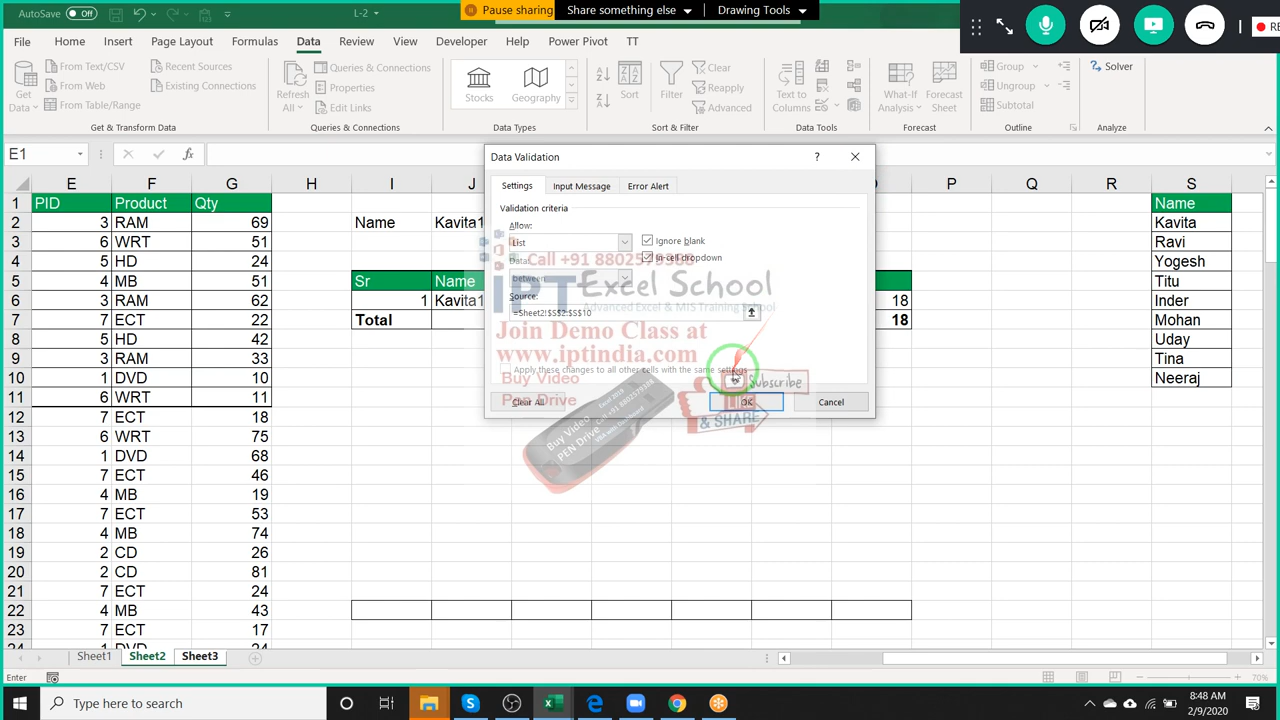 AutoSave Off
L-2
Pause sharing
Share something else
Drawing Tools
RE
File Home Insert Page Layout Formulas Data Review View Developer Help Power Pivot TT
Get Data
From Text/CSV
From Web
From Table/Range
Recent Sources
Existing Connections
Get & Transform Data
Refresh All
Queries & Connections
Properties
Edit Links
Queries & Connections
Stocks
Geography
Data Types
Sort
Filter
Clear
Reapply
Advanced
Sort & Filter
Text to Columns
Data Tools
What-If Analysis
Forecast Sheet
Forecast
Group
Ungroup
Subtotal
Outline
Solver
Analyze
E1
fx
E F G H I J P Q R S
1 PID Product Qty Name
2 3 RAM 69 Name Kavita1 Kavita
3 6 WRT 51 Ravi
4 5 HD 24 Yogesh
5 4 MB 51 Sr Name Titu
6 3 RAM 62 1 Kavita1 18 Inder
7 7 ECT 22 Total 18 Mohan
8 5 HD 42 Uday
9 3 RAM 33 Tina
10 1 DVD 10 Neeraj
11 6 WRT 11
12 7 ECT 18
13 6 WRT 75
14 1 DVD 68
15 7 ECT 46
16 4 MB 19
17 7 ECT 53
18 4 MB 74
19 2 CD 26
20 2 CD 81
21 7 ECT 24
22 4 MB 43
23 7 ECT 17
24 1 DVD 24
Data Validation
?
Settings Input Message Error Alert
Validation criteria
Allow:
List
Ignore blank
In-cell dropdown
Data:
between
Source:
=Sheet2!$S$2:$S$10
Apply these changes to all other cells with the same settings
Clear All
OK
Cancel
Call +91 8802579388
IPT Excel School
Advanced Excel & MIS Training School
Join Demo Class at
www.iptindia.com
Buy Video
Pen Drive
Buy Video
PEN Drive
Call +91 8802579388
Subscribe
LIKE
& SHARE
Sheet1 Sheet2 Sheet3
Enter
70%
Type here to search
8:48 AM
2/9/2020